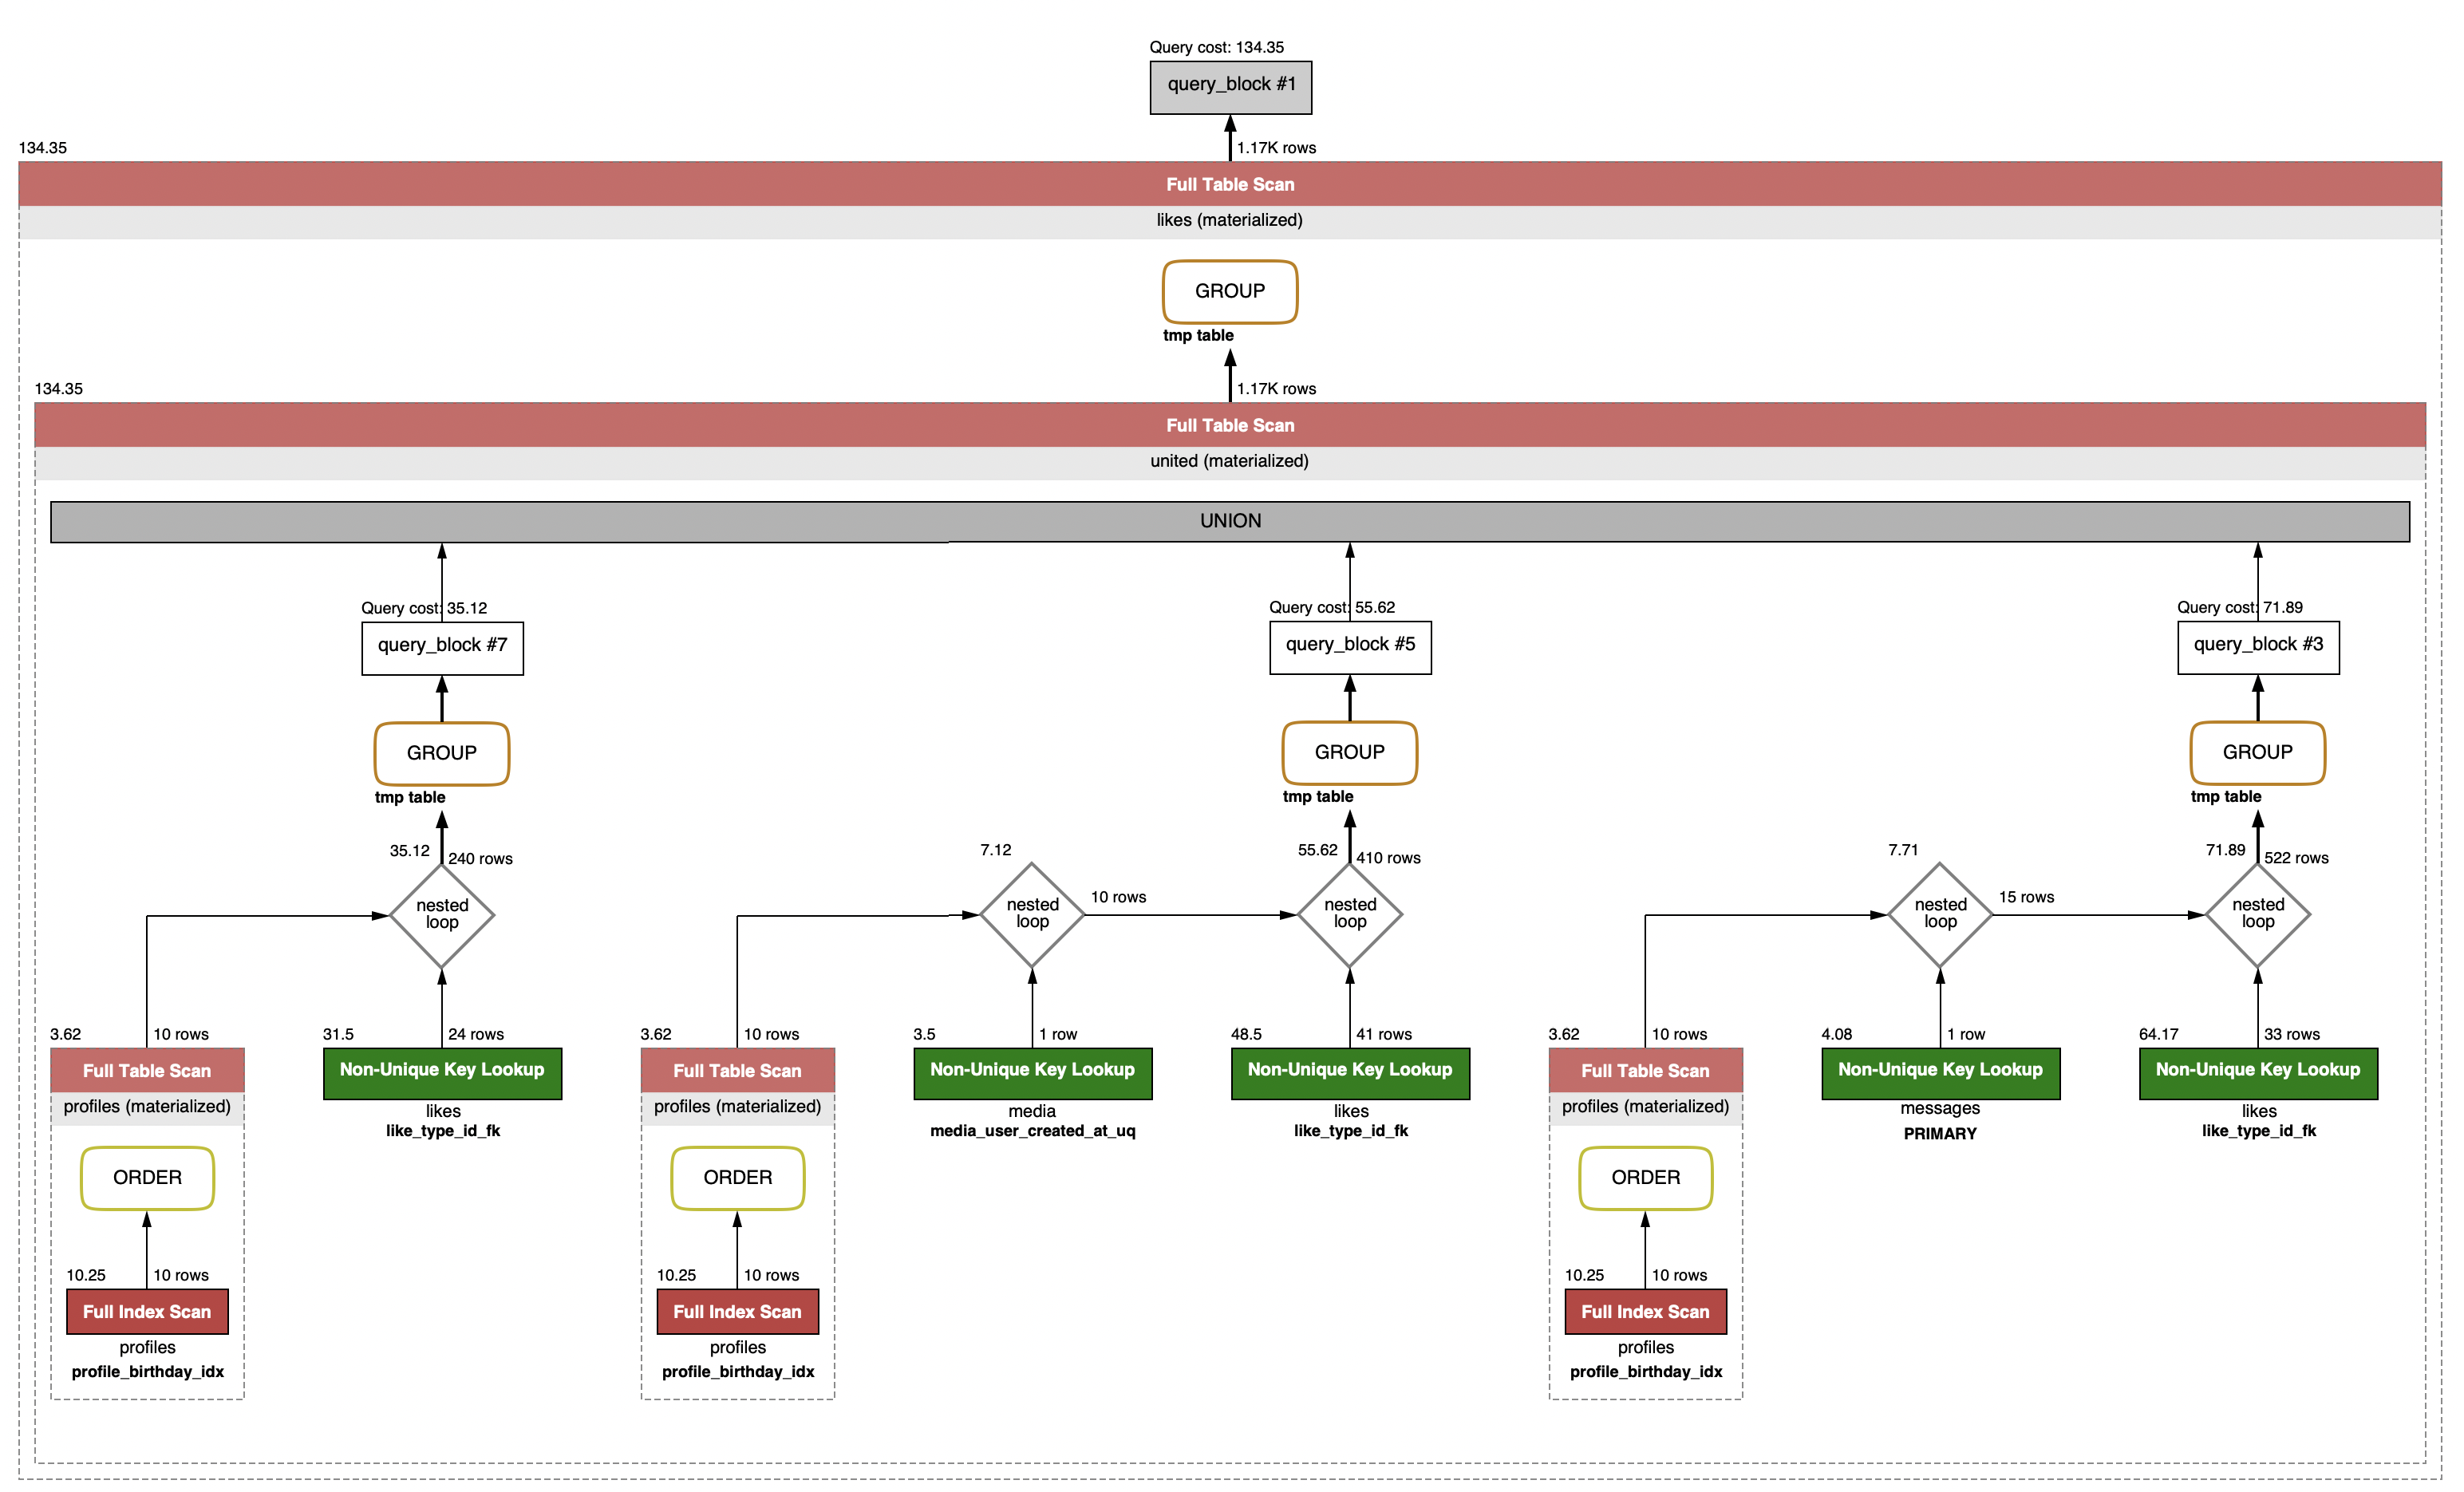 Query cost: 134.35
query_block #1
134.35
1.17K rows
Full Table Scan
likes (materialized)
GROUP
tmp table
134.35
1.17K rows
Full Table Scan
united (materialized)
UNION
Query cost: 35.12
query_block #7
GROUP
tmp table
35.12
240 rows
nested
loop
3.62
10 rows
Full Table Scan
profiles (materialized)
ORDER
10.25
10 rows
Full Index Scan
profiles
profile_birthday_idx
31.5
24 rows
Non-Unique Key Lookup
likes
like_type_id_fk
Query cost: 55.62
query_block #5
GROUP
tmp table
55.62
410 rows
nested
loop
7.12
nested
loop
10 rows
3.62
10 rows
Full Table Scan
profiles (materialized)
ORDER
10.25
10 rows
Full Index Scan
profiles
profile_birthday_idx
3.5
1 row
Non-Unique Key Lookup
media
media_user_created_at_uq
48.5
41 rows
Non-Unique Key Lookup
likes
like_type_id_fk
Query cost: 71.89
query_block #3
GROUP
tmp table
71.89
522 rows
nested
loop
7.71
nested
loop
15 rows
3.62
10 rows
Full Table Scan
profiles (materialized)
ORDER
10.25
10 rows
Full Index Scan
profiles
profile_birthday_idx
4.08
1 row
Non-Unique Key Lookup
messages
PRIMARY
64.17
33 rows
Non-Unique Key Lookup
likes
like_type_id_fk